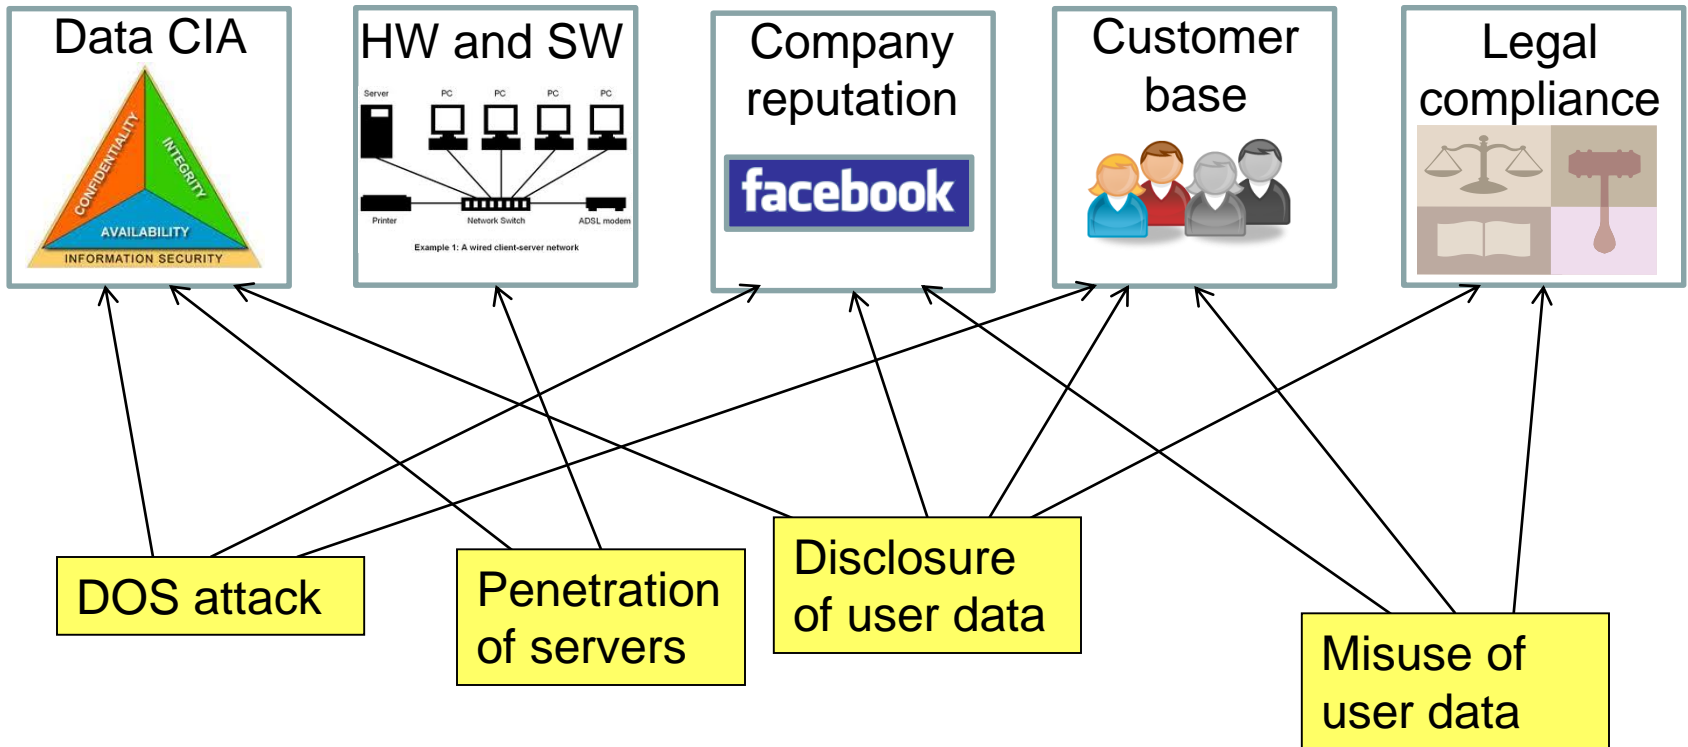 Data CIA
CONFIDENTIALITY
INTEGRITY
AVAILABILITY
INFORMATION SECURITY
HW and SW
Server
PC
PC
PC
PC
Printer
Network Switch
ADSL modem
Example 1: A wired client-server network
Company
reputation
facebook
Customer
base
Legal
compliance
DOS attack
Penetration
of servers
Disclosure
of user data
Misuse of
user data